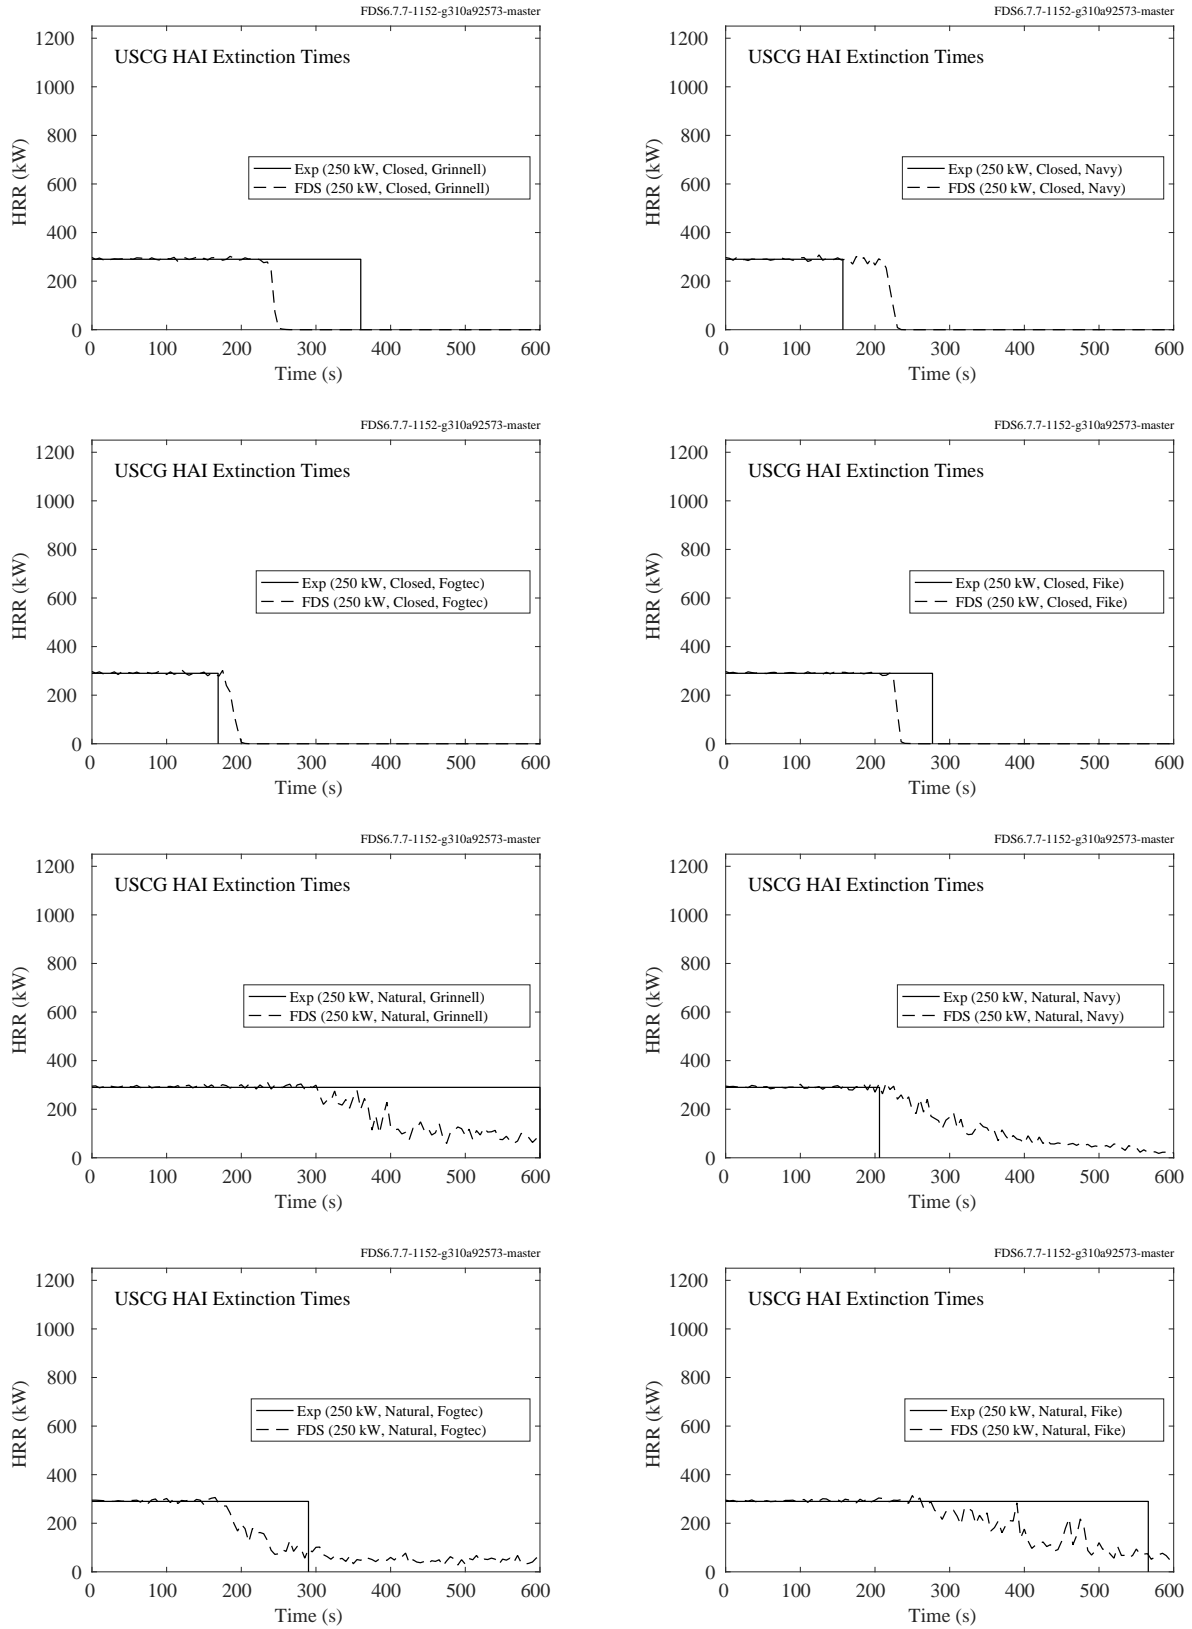 FDS6.7.7-1152-g310a92573-master
USCG HAI Extinction Times
Exp (250 kW, Closed, Grinnell)
FDS (250 kW, Closed, Grinnell)
HRR (kW)
1200
1000
800
600
400
200
0
0 100 200 300 400 500 600
Time (s)
FDS6.7.7-1152-g310a92573-master
USCG HAI Extinction Times
Exp (250 kW, Closed, Navy)
FDS (250 kW, Closed, Navy)
HRR (kW)
1200
1000
800
600
400
200
0
0 100 200 300 400 500 600
Time (s)
FDS6.7.7-1152-g310a92573-master
USCG HAI Extinction Times
Exp (250 kW, Closed, Fogtec)
FDS (250 kW, Closed, Fogtec)
HRR (kW)
1200
1000
800
600
400
200
0
0 100 200 300 400 500 600
Time (s)
FDS6.7.7-1152-g310a92573-master
USCG HAI Extinction Times
Exp (250 kW, Closed, Fike)
FDS (250 kW, Closed, Fike)
HRR (kW)
1200
1000
800
600
400
200
0
0 100 200 300 400 500 600
Time (s)
FDS6.7.7-1152-g310a92573-master
USCG HAI Extinction Times
Exp (250 kW, Natural, Grinnell)
FDS (250 kW, Natural, Grinnell)
HRR (kW)
1200
1000
800
600
400
200
0
0 100 200 300 400 500 600
Time (s)
FDS6.7.7-1152-g310a92573-master
USCG HAI Extinction Times
Exp (250 kW, Natural, Navy)
FDS (250 kW, Natural, Navy)
HRR (kW)
1200
1000
800
600
400
200
0
0 100 200 300 400 500 600
Time (s)
FDS6.7.7-1152-g310a92573-master
USCG HAI Extinction Times
Exp (250 kW, Natural, Fogtec)
FDS (250 kW, Natural, Fogtec)
HRR (kW)
1200
1000
800
600
400
200
0
0 100 200 300 400 500 600
Time (s)
FDS6.7.7-1152-g310a92573-master
USCG HAI Extinction Times
Exp (250 kW, Natural, Fike)
FDS (250 kW, Natural, Fike)
HRR (kW)
1200
1000
800
600
400
200
0
0 100 200 300 400 500 600
Time (s)